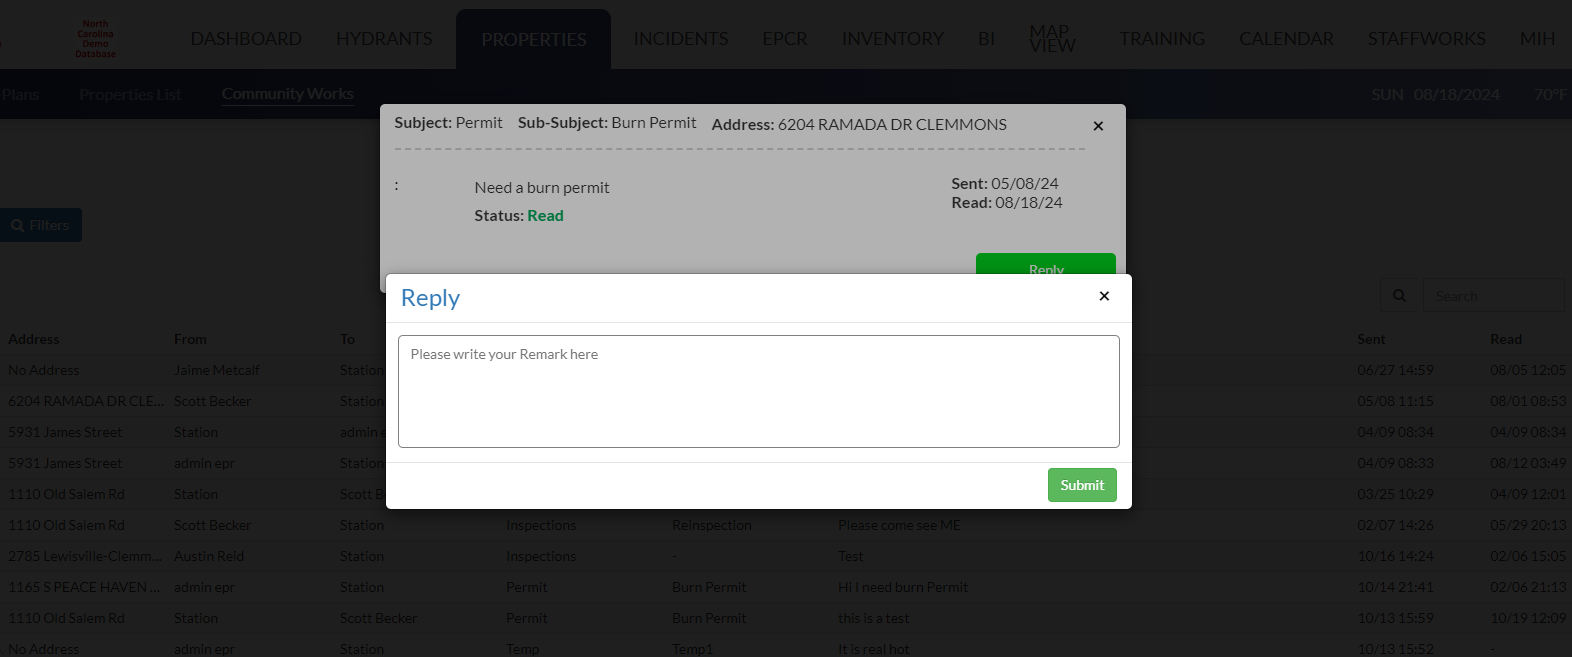 North
Carolina
Demo
Database
DASHBOARD HYDRANTS PROPERTIES INCIDENTS EPCR INVENTORY BI MAP VIEW TRAINING CALENDAR STAFFWORKS MIH
Plans Properties List Community Works SUN 08/18/2024 70°F
Subject: Permit Sub-Subject: Burn Permit Address: 6204 RAMADA DR CLEMMONS ×
: Need a burn permit Sent: 05/08/24
Status: Read Read: 08/18/24
Filters
Reply
Reply ×
Search
Please write your Remark here
Submit
Address From To Sent Read
No Address Jaime Metcalf Station 06/27 14:59 08/05 12:05
6204 RAMADA DR CLE... Scott Becker Station 05/08 11:15 08/01 08:53
5931 James Street Station admin e 04/09 08:34 04/09 08:34
5931 James Street admin epr Station 04/09 08:33 08/12 03:49
1110 Old Salem Rd Station Scott B 03/25 10:29 04/09 12:01
1110 Old Salem Rd Scott Becker Station Inspections Reinspection Please come see ME 02/07 14:26 05/29 20:13
2785 Lewisville-Clemm... Austin Reid Station Inspections - Test 10/16 14:24 02/06 15:05
1165 S PEACE HAVEN ... admin epr Station Permit Burn Permit Hi I need burn Permit 10/14 21:41 02/06 21:13
1110 Old Salem Rd Station Scott Becker Permit Burn Permit this is a test 10/13 15:59 10/19 12:09
No Address admin epr Station Temp Temp1 It is real hot 10/13 15:52 -